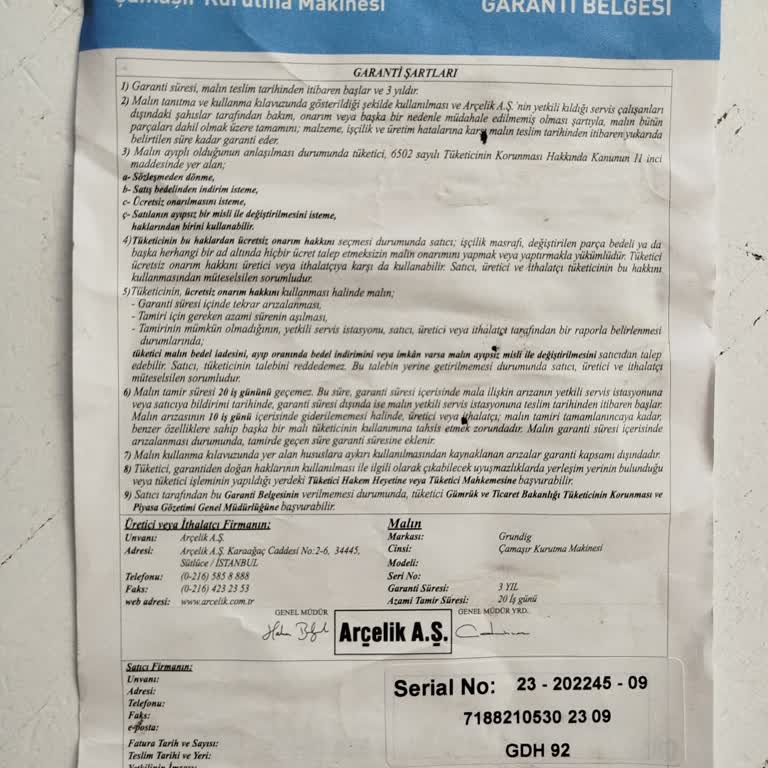 Çamaşır Kurutma Makinesi
GARANTİ BELGESİ
GARANTİ ŞARTLARI
1) Garanti süresi, malın teslim tarihinden itibaren başlar ve 3 yıldır.
2) Malın tanıtma ve kullanma kılavuzunda gösterildiği şekilde kullanılması ve Arçelik A.Ş. 'nin yetkili kıldığı servis çalışanları
dışındaki şahıslar tarafından bakım, onarım veya başka bir nedenle müdahale edilmemiş olması şartıyla, malın bütün
parçaları dahil olmak üzere tamamını; malzeme, işçilik ve üretim hatalarına karşı malın teslim tarihinden itibaren yukarıda
belirtilen süre kadar garanti eder.
3) Malın ayıplı olduğunun anlaşılması durumunda tüketici, 6502 sayılı Tüketicinin Korunması Hakkında Kanunun 11 inci
maddesinde yer alan;
a- Sözleşmeden dönme,
b- Satış bedelinden indirim isteme,
c- Ücretsiz onarılmasını isteme,
ç- Satılanın ayıpsız bir misli ile değiştirilmesini isteme,
haklarından birini kullanabilir.
4)Tüketicinin bu haklardan ücretsiz onarım hakkını seçmesi durumunda satıcı; işçilik masrafı, değiştirilen parça bedeli ya da
başka herhangi bir ad altında hiçbir ücret talep etmeksizin malın onarımını yapmak veya yaptırmakla yükümlüdür. Tüketici
ücretsiz onarım hakkını üretici veya ithalatçıya karşı da kullanabilir. Satıcı, üretici ve ithalatçı tüketicinin bu hakkını
kullanmasından müteselsilen sorumludur.
5)Tüketicinin, ücretsiz onarım hakkını kullanması halinde malın;
- Garanti süresi içinde tekrar arızalanması,
- Tamiri için gereken azami sürenin aşılması,
- Tamirinin mümkün olmadığının, yetkili servis istasyonu, satıcı, üretici veya ithalatçı tarafından bir raporla belirlenmesi
durumlarında;
tüketici malın bedel iadesini, ayıp oranında bedel indirimini veya imkân varsa malın ayıpsız misli ile değiştirilmesini satıcıdan talep
edebilir. Satıcı, tüketicinin talebini reddedemez. Bu talebin yerine getirilmemesi durumunda satıcı, üretici ve ithalatçı
müteselsilen sorumludur.
6) Malın tamir süresi 20 iş gününü geçemez. Bu süre, garanti süresi içerisinde mala ilişkin arızanın yetkili servis istasyonuna
veya satıcıya bildirimi tarihinde, garanti süresi dışında ise malın yetkili servis istasyonuna teslim tarihinden itibaren başlar.
Malın arızasının 10 iş günü içerisinde giderilememesi halinde, üretici veya ithalatçı; malın tamiri tamamlanıncaya kadar,
benzer özelliklere sahip başka bir malı tüketicinin kullanımına tahsis etmek zorundadır. Malın garanti süresi içerisinde
arızalanması durumunda, tamirde geçen süre garanti süresine eklenir.
7) Malın kullanma kılavuzunda yer alan hususlara aykırı kullanılmasından kaynaklanan arızalar garanti kapsamı dışındadır.
8) Tüketici, garantiden doğan haklarının kullanılması ile ilgili olarak çıkabilecek uyuşmazlıklarda yerleşim yerinin bulunduğu
veya tüketici işleminin yapıldığı yerdeki Tüketici Hakem Heyetine veya Tüketici Mahkemesine başvurabilir.
9) Satıcı tarafından bu Garanti Belgesinin verilmemesi durumunda, tüketici Gümrük ve Ticaret Bakanlığı Tüketicinin Korunması ve
Piyasa Gözetimi Genel Müdürlüğüne başvurabilir.
Üretici veya İthalatçı Firmanın:
Unvanı: Arçelik A.Ş.
Adresi: Arçelik A.Ş. Karaağaç Caddesi No:2-6, 34445,
Sütlüce / İSTANBUL
Telefonu: (0-216) 585 8 888
Faks: (0-216) 423 23 53
web adresi: www.arcelik.com.tr
Malın
Markası: Grundig
Cinsi: Çamaşır Kurutma Makinesi
Modeli:
Seri No:
Garanti Süresi: 3 YIL
Azami Tamir Süresi: 20 İş günü
GENEL MÜDÜR
GENEL MÜDÜR YRD.
Arçelik A.Ş.
Satıcı Firmanın:
Unvanı:
Adresi:
Telefonu:
Faks:
e-posta:
Fatura Tarih ve Sayısı:
Teslim Tarihi ve Yeri:
Yetkilinin İmzası:
Serial No: 23 - 202245 - 09
7188210530 23 09
GDH 92